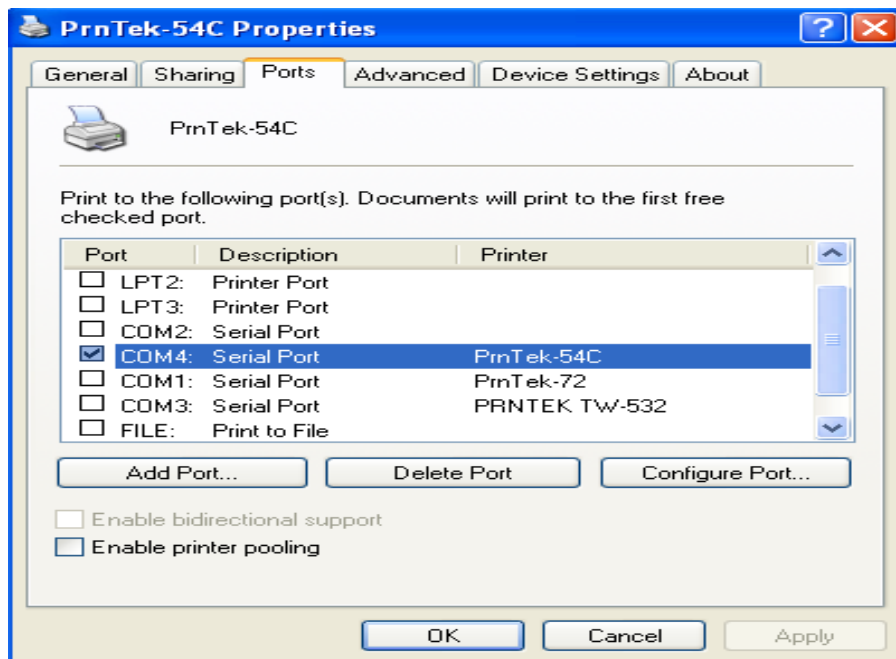 PrnTek-54C Properties
General Sharing Ports Advanced Device Settings About
PrnTek-54C
Print to the following port(s). Documents will print to the first free
checked port.
Port Description Printer
LPT2: Printer Port
LPT3: Printer Port
COM2: Serial Port
COM4: Serial Port PrnTek-54C
COM1: Serial Port PrnTek-72
COM3: Serial Port PRNTEK TW-532
FILE: Print to File
Add Port... Delete Port Configure Port...
Enable bidirectional support
Enable printer pooling
OK Cancel Apply